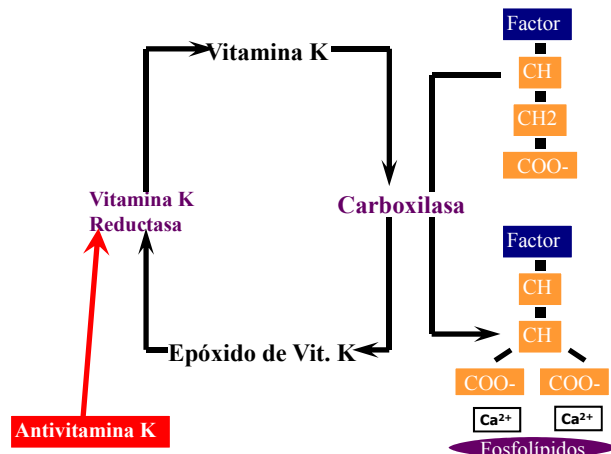 Vitamina K
Vitamina K
Reductasa
Carboxilasa
Epóxido de Vit. K
Antivitamina K
Factor
CH
CH2
COO-
Factor
CH
CH
COO- COO-
Ca²⁺ Ca²⁺
Fosfolípidos